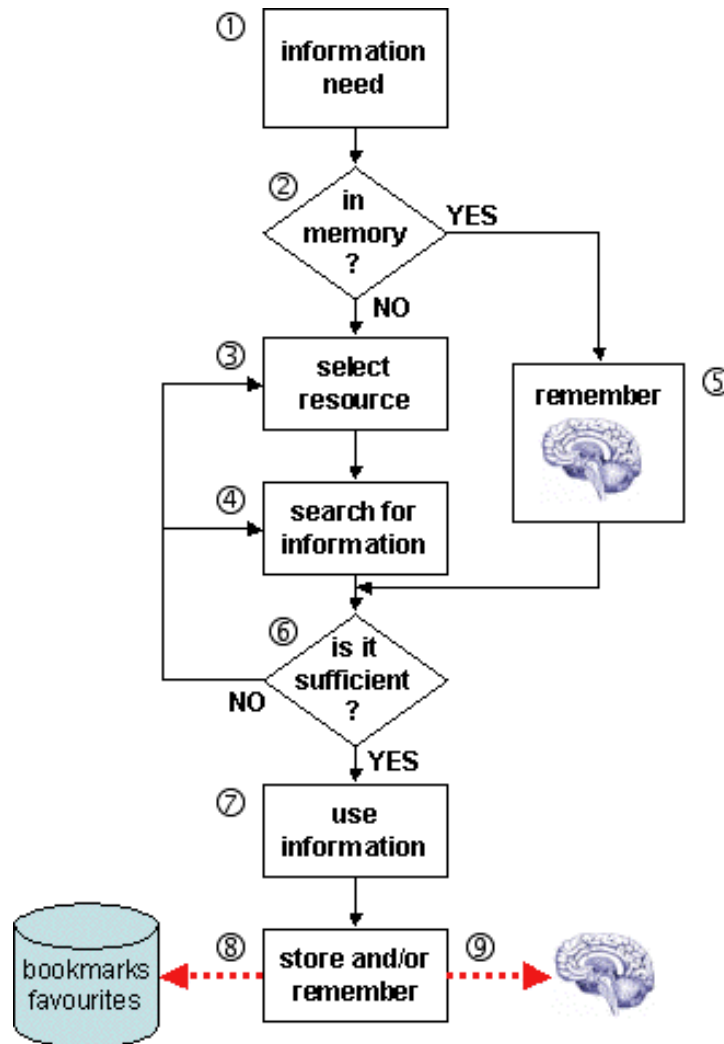 ①
information
need
②
in
memory
?
YES
NO
③
select
resource
remember
⑤
④
search for
information
⑥
is it
sufficient
?
NO
YES
⑦
use
information
bookmarks
favourites
⑧
store and/or
remember
⑨